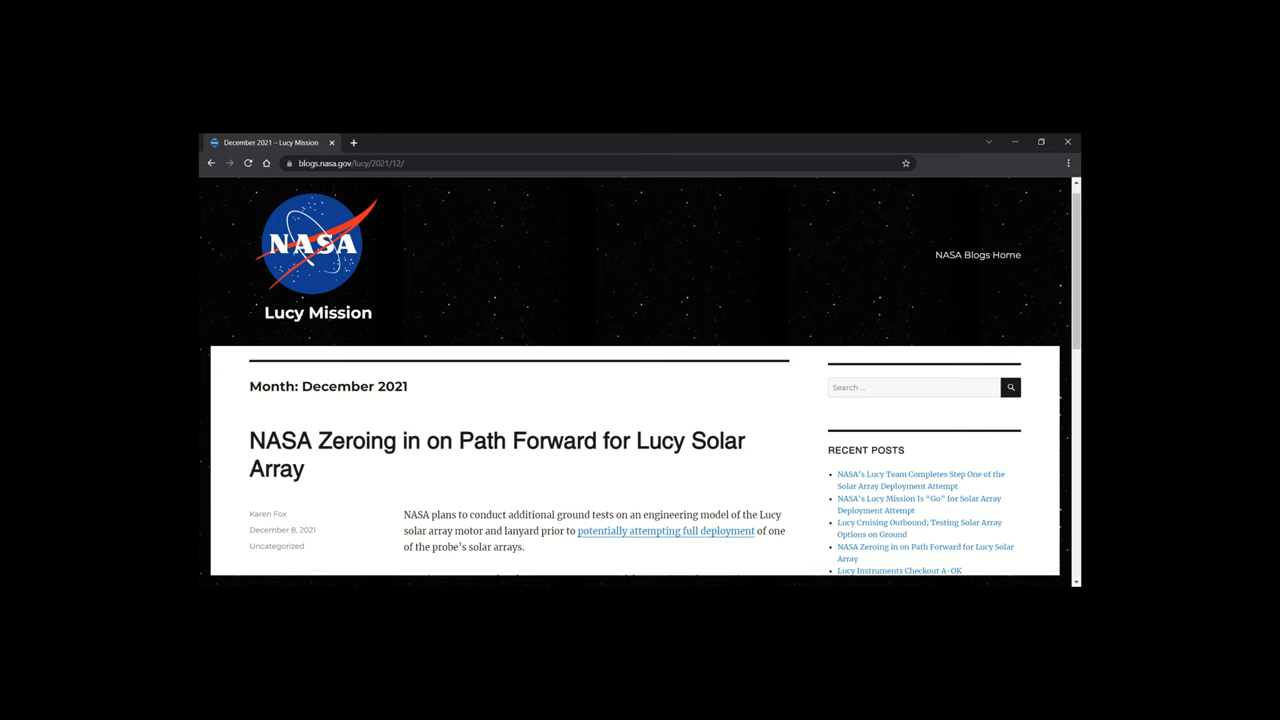 December 2021 – Lucy Mission
blogs.nasa.gov/lucy/2021/12/
NASA
Lucy Mission
NASA Blogs Home
Month: December 2021
NASA Zeroing in on Path Forward for Lucy Solar
Array
Karen Fox
December 8, 2021
Uncategorized
NASA plans to conduct additional ground tests on an engineering model of the Lucy
solar array motor and lanyard prior to potentially attempting full deployment of one
of the probe's solar arrays.
Search ...
RECENT POSTS
NASA's Lucy Team Completes Step One of the
Solar Array Deployment Attempt
NASA's Lucy Mission Is “Go” for Solar Array
Deployment Attempt
Lucy Cruising Outbound; Testing Solar Array
Options on Ground
NASA Zeroing in on Path Forward for Lucy Solar
Array
Lucy Instruments Checkout A-OK